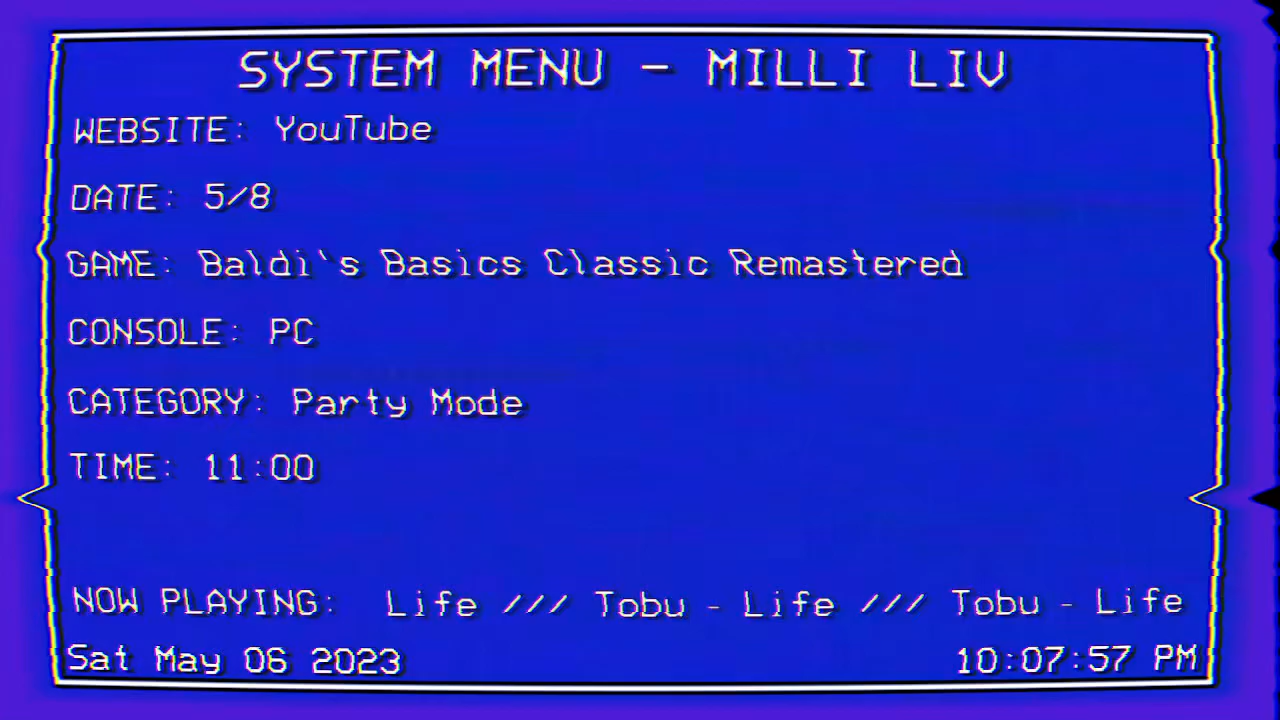 SYSTEM MENU - MILLI LIV
WEBSITE: YouTube
DATE: 5/8
GAME: Baldi`s Basics Classic Remastered
CONSOLE: PC
CATEGORY: Party Mode
TIME: 11:00
NOW PLAYING: Life /// Tobu - Life /// Tobu - Life
Sat May 06 2023 10:07:57 PM